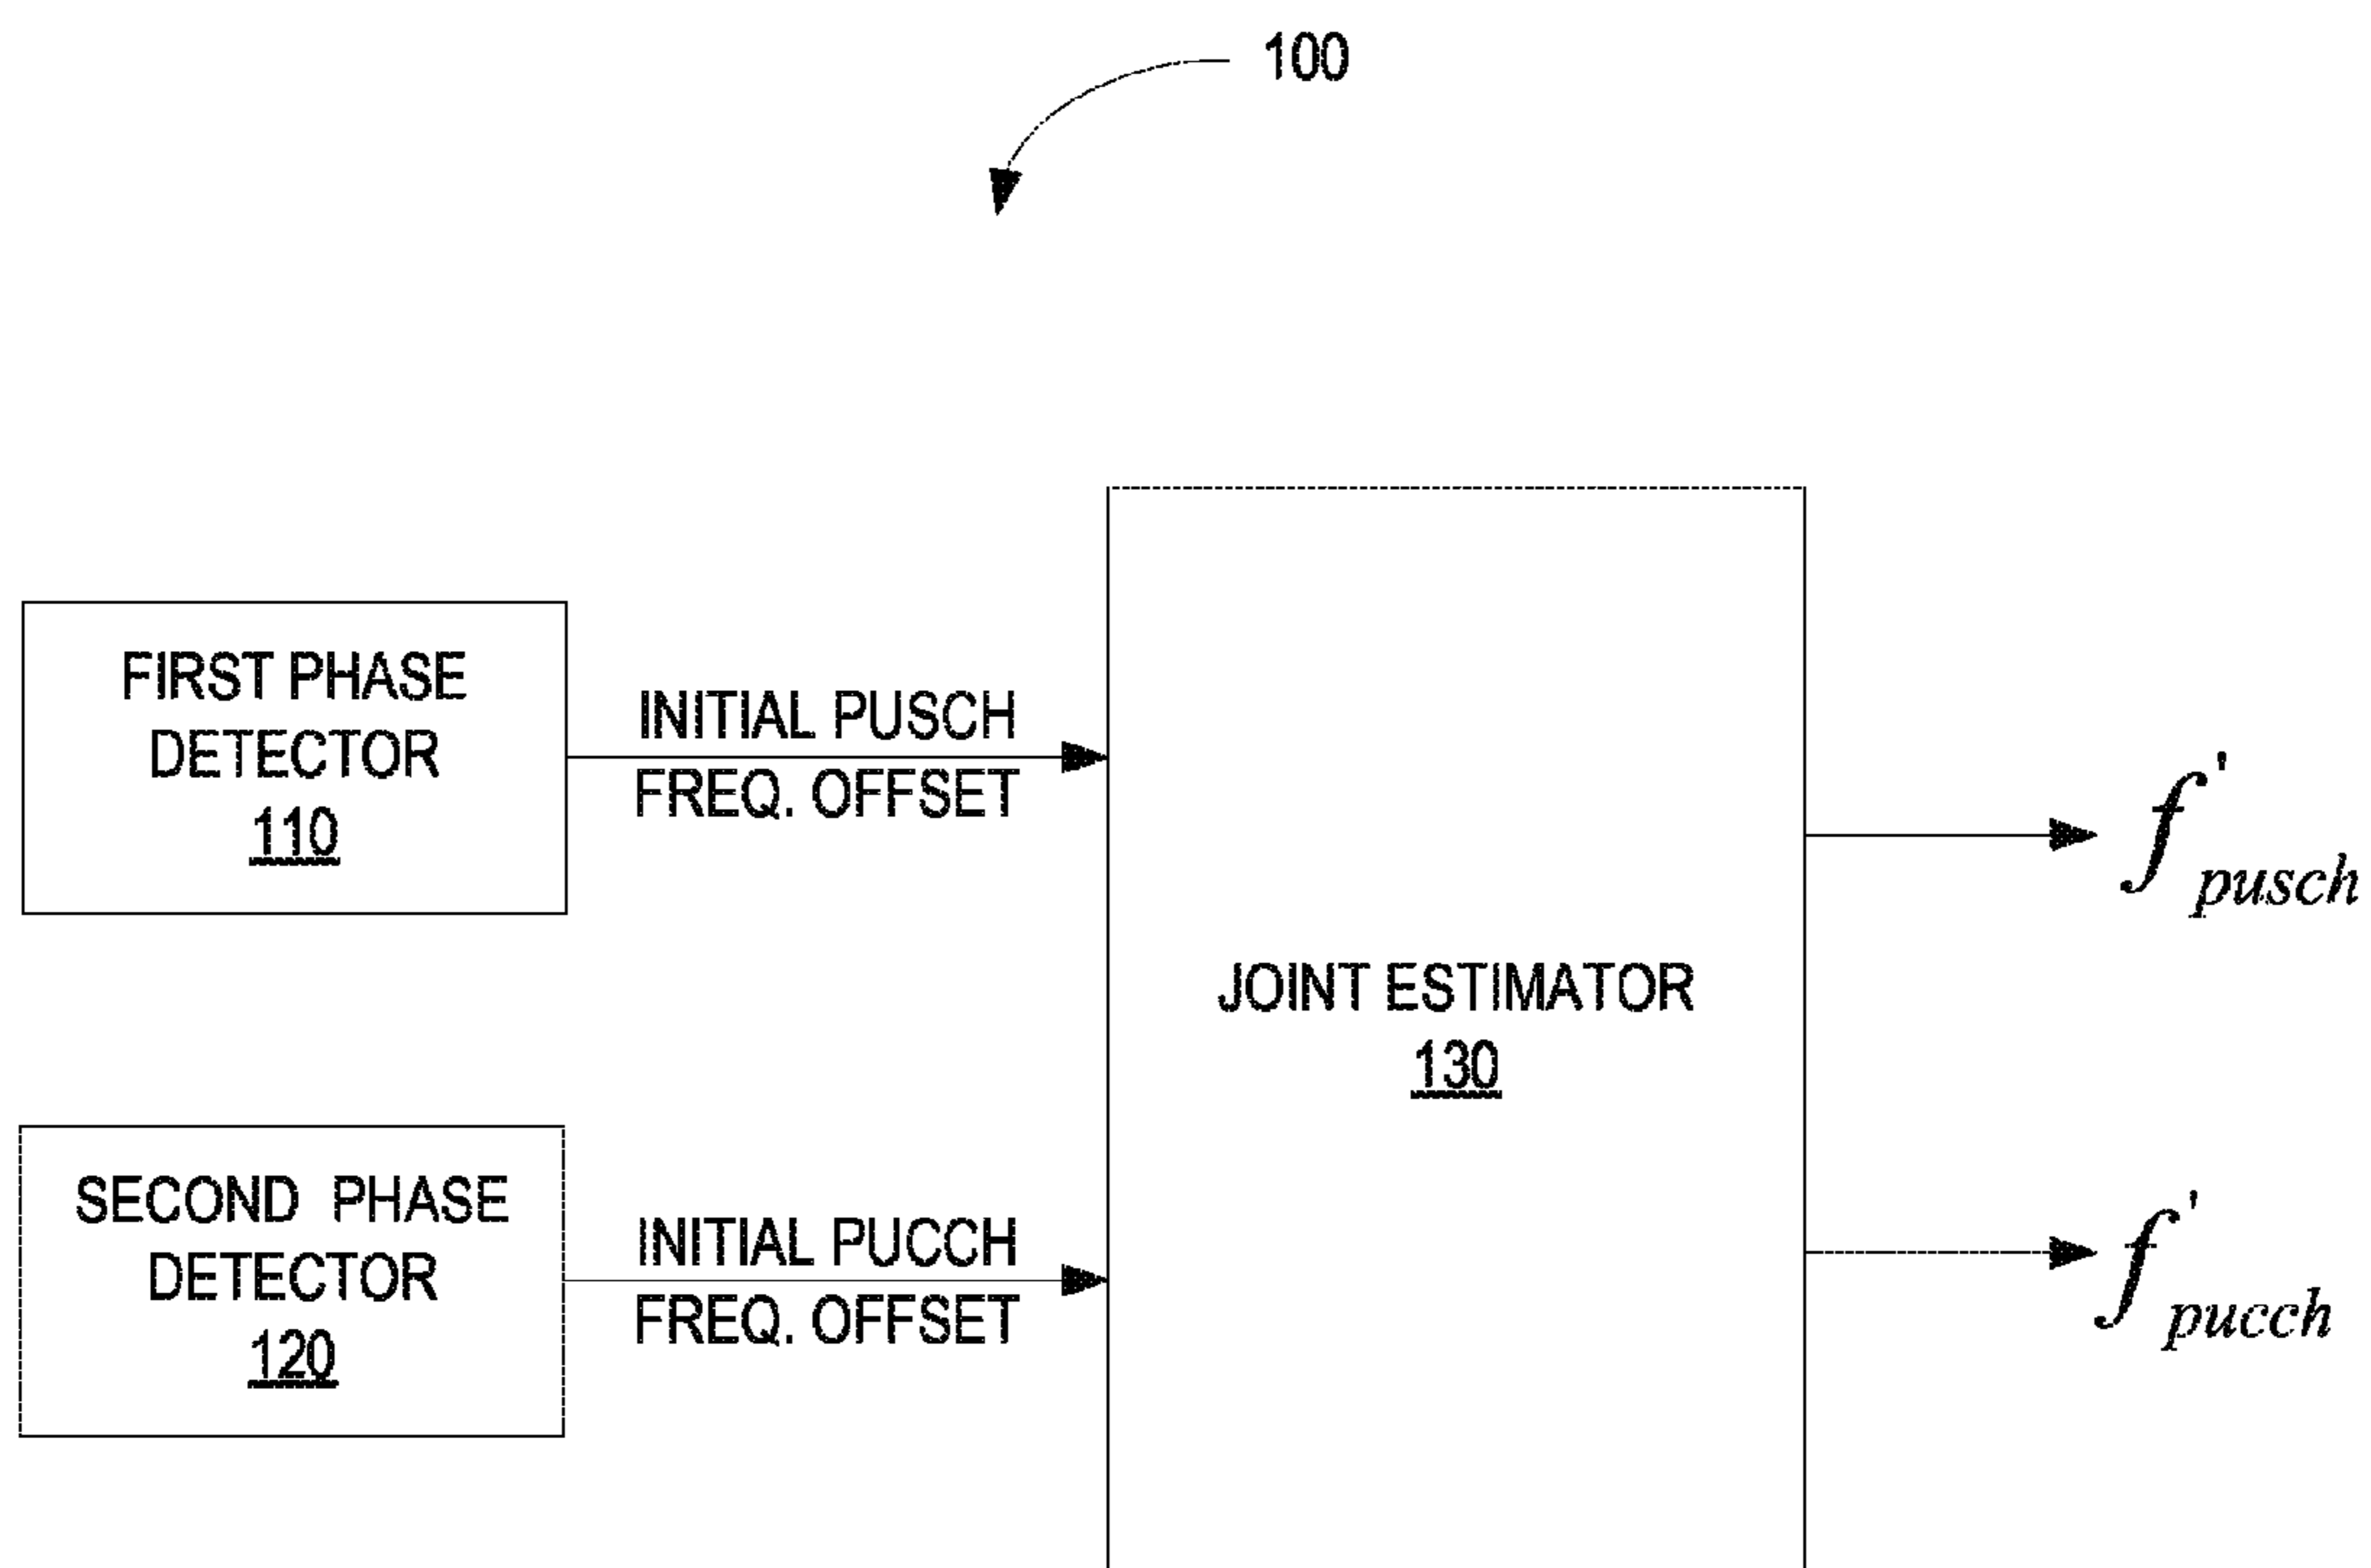 100
FIRST PHASE
DETECTOR
110
INITIAL PUSCH
FREQ. OFFSET
f'pusch
JOINT ESTIMATOR
130
SECOND PHASE
DETECTOR
120
INITIAL PUCCH
FREQ. OFFSET
f'pucch